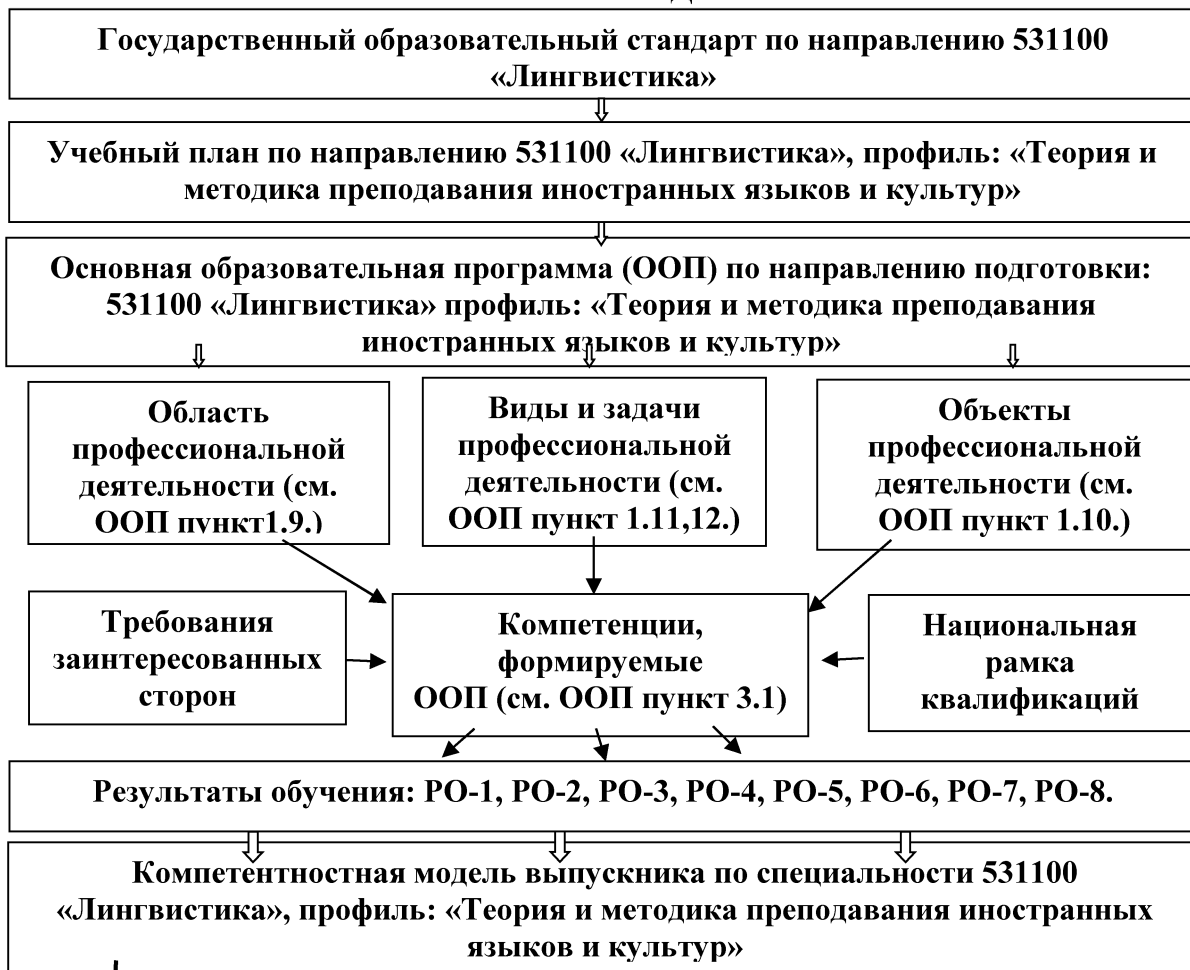 Государственный образовательный стандарт по направлению 531100
«Лингвистика»
Учебный план по направлению 531100 «Лингвистика», профиль: «Теория и
методика преподавания иностранных языков и культур»
Основная образовательная программа (ООП) по направлению подготовки:
531100 «Лингвистика» профиль: «Теория и методика преподавания
иностранных языков и культур»
Область
профессиональной
деятельности (см.
ООП пункт1.9.)
Виды и задачи
профессиональной
деятельности (см.
ООП пункт 1.11,12.)
Объекты
профессиональной
деятельности (см.
ООП пункт 1.10.)
Требования
заинтересованных
сторон
Компетенции,
формируемые
ООП (см. ООП пункт 3.1)
Национальная
рамка
квалификаций
Результаты обучения: РО-1, РО-2, РО-3, РО-4, РО-5, РО-6, РО-7, РО-8.
Компетентностная модель выпускника по специальности 531100
«Лингвистика», профиль: «Теория и методика преподавания иностранных
языков и культур»